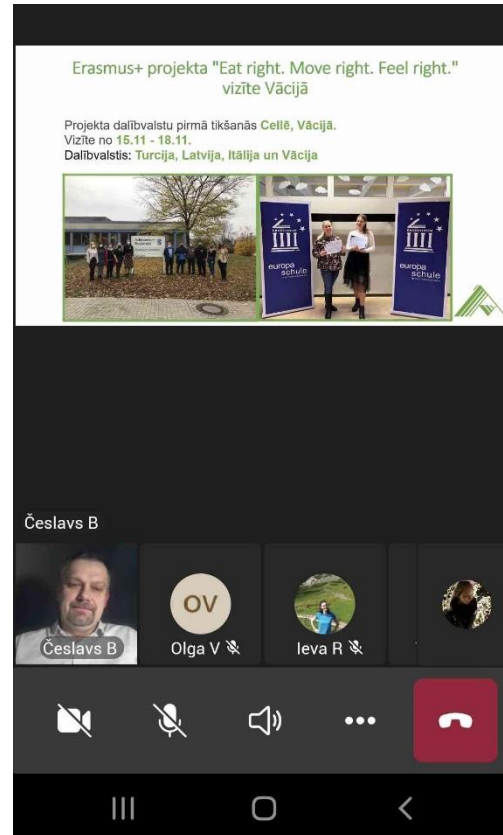 Erasmus+ projekta "Eat right. Move right. Feel right."
vizīte Vācijā
Projekta dalībvalstu pirmā tikšanās Cellē, Vācijā.
Vizīte no 15.11 - 18.11.
Dalībvalstis: Turcija, Latvija, Itālija un Vācija
europa
schule
europa
schule
Česlavs B
OV
Česlavs B
Olga V
Ieva R